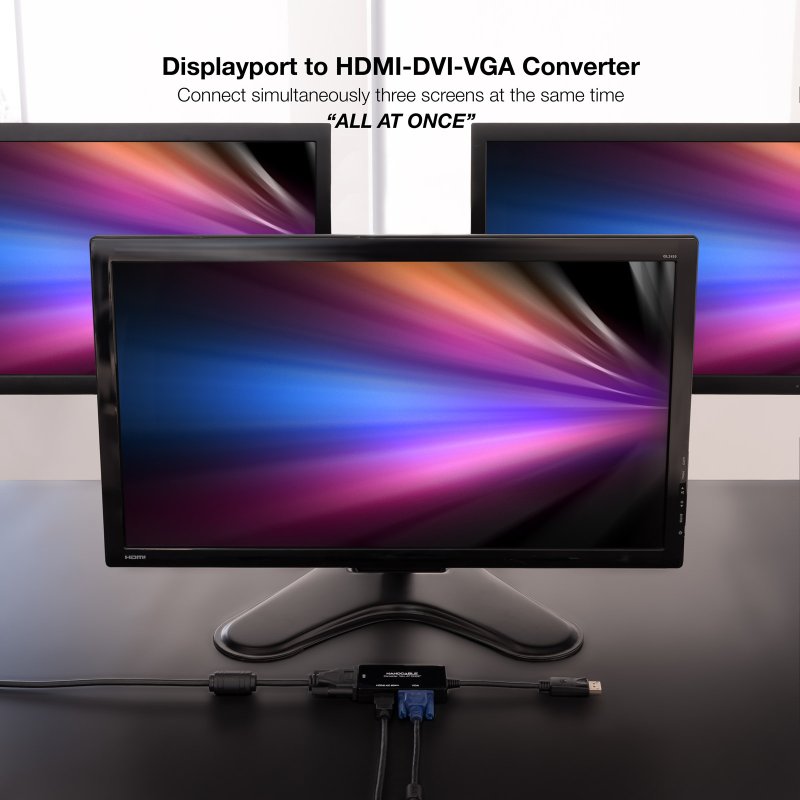 Displayport to HDMI-DVI-VGA Converter
Connect simultaneously three screens at the same time
“ALL AT ONCE”
HDMI
NANOCABLE
VGA